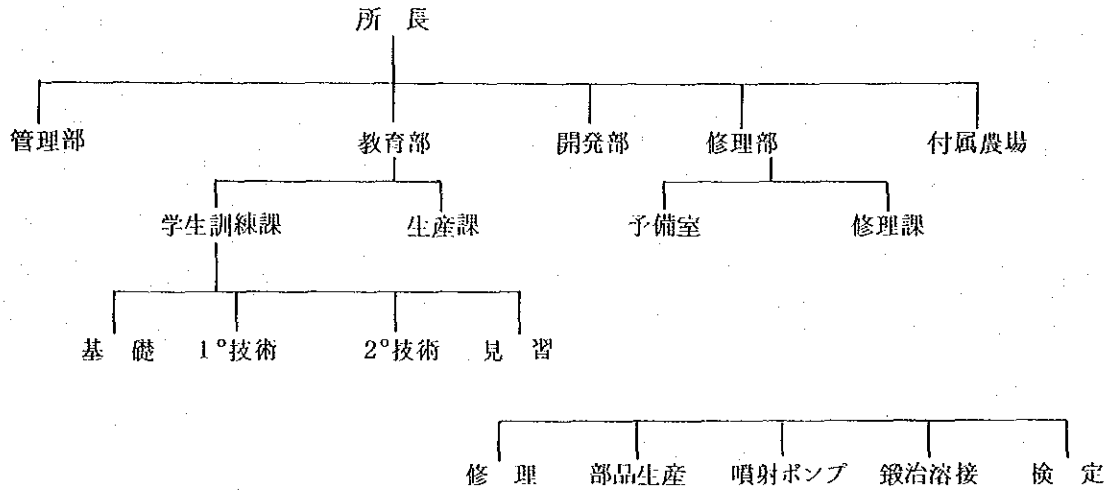 所長
管理部 教育部 開発部 修理部 付属農場
学生訓練課 生産課 予備室 修理課
基礎 1°技術 2°技術 見習
修理 部品生産 噴射ポンプ 鍛治溶接 検定